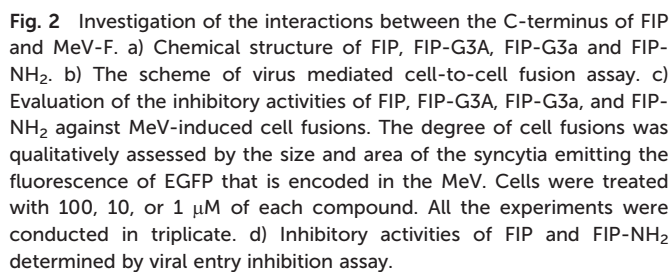 Fig. 2 Investigation of the interactions between the C-terminus of FIP
and MeV-F. a) Chemical structure of FIP, FIP-G3A, FIP-G3a and FIP-
NH₂. b) The scheme of virus mediated cell-to-cell fusion assay. c)
Evaluation of the inhibitory activities of FIP, FIP-G3A, FIP-G3a, and FIP-
NH₂ against MeV-induced cell fusions. The degree of cell fusions was
qualitatively assessed by the size and area of the syncytia emitting the
fluorescence of EGFP that is encoded in the MeV. Cells were treated
with 100, 10, or 1 μM of each compound. All the experiments were
conducted in triplicate. d) Inhibitory activities of FIP and FIP-NH₂
determined by viral entry inhibition assay.